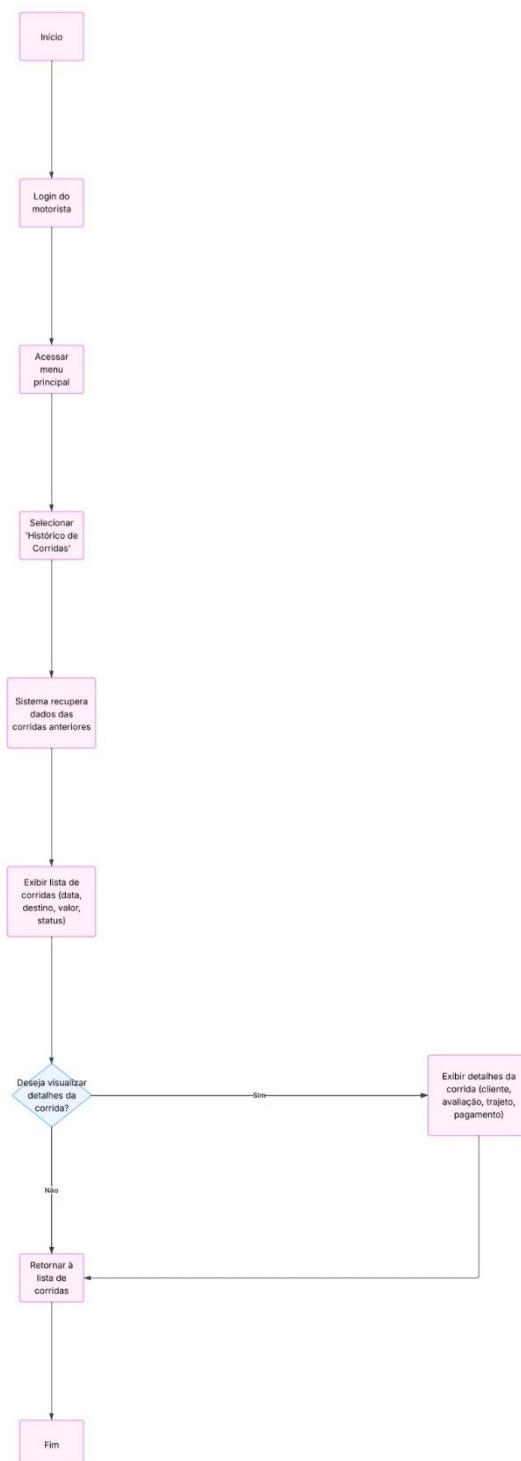 Início
Login do
motorista
Acessar
menu
principal
Selecionar
'Histórico de
Corridas'
Sistema recupera
dados das
corridas anteriores
Exibir lista de
corridas (data,
destino, valor,
status)
Deseja visualizar
detalhes da
corrida?
Sim
Exibir detalhes da
corrida (cliente,
avaliação, trajeto,
pagamento)
Não
Retornar à
lista de
corridas
Fim